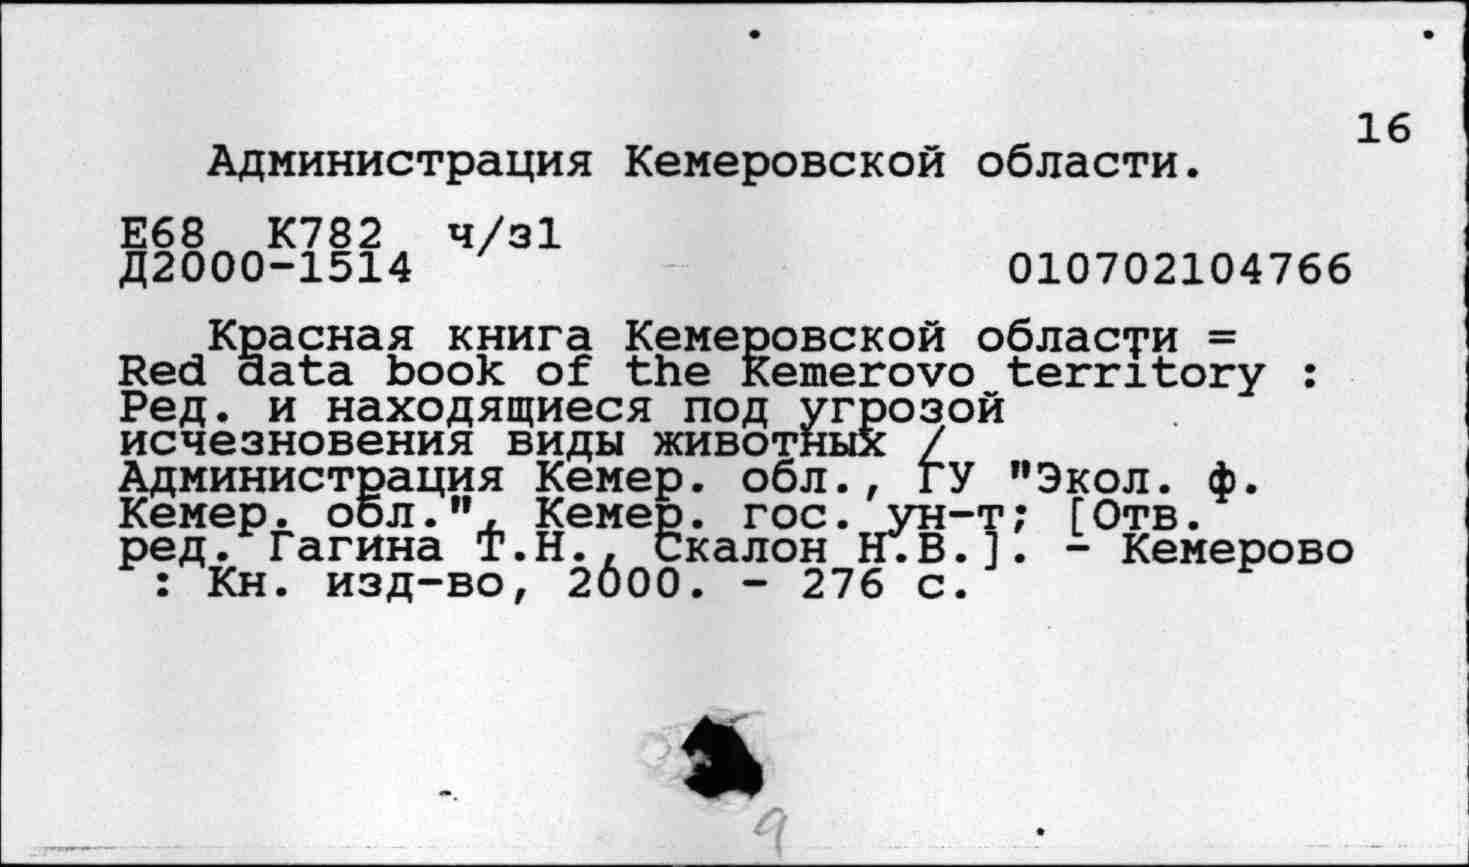 16
Администрация Кемеровской области.
Е68 К782 ч/з1
Д2000-1514 010702104766
Красная книга Кемеровской области =
Red data book of the Kemerovo territory :
Ред. и находящиеся под угрозой
исчезновения виды животных /
Администрация Кемер. обл., ГУ "Экол. ф.
Кемер. обл.", Кемер. гос. ун-т; [Отв.
ред. Гагина Т.Н., Скалон Н.В.]. - Кемерово
: Кн. изд-во, 2000. - 276 с.
9